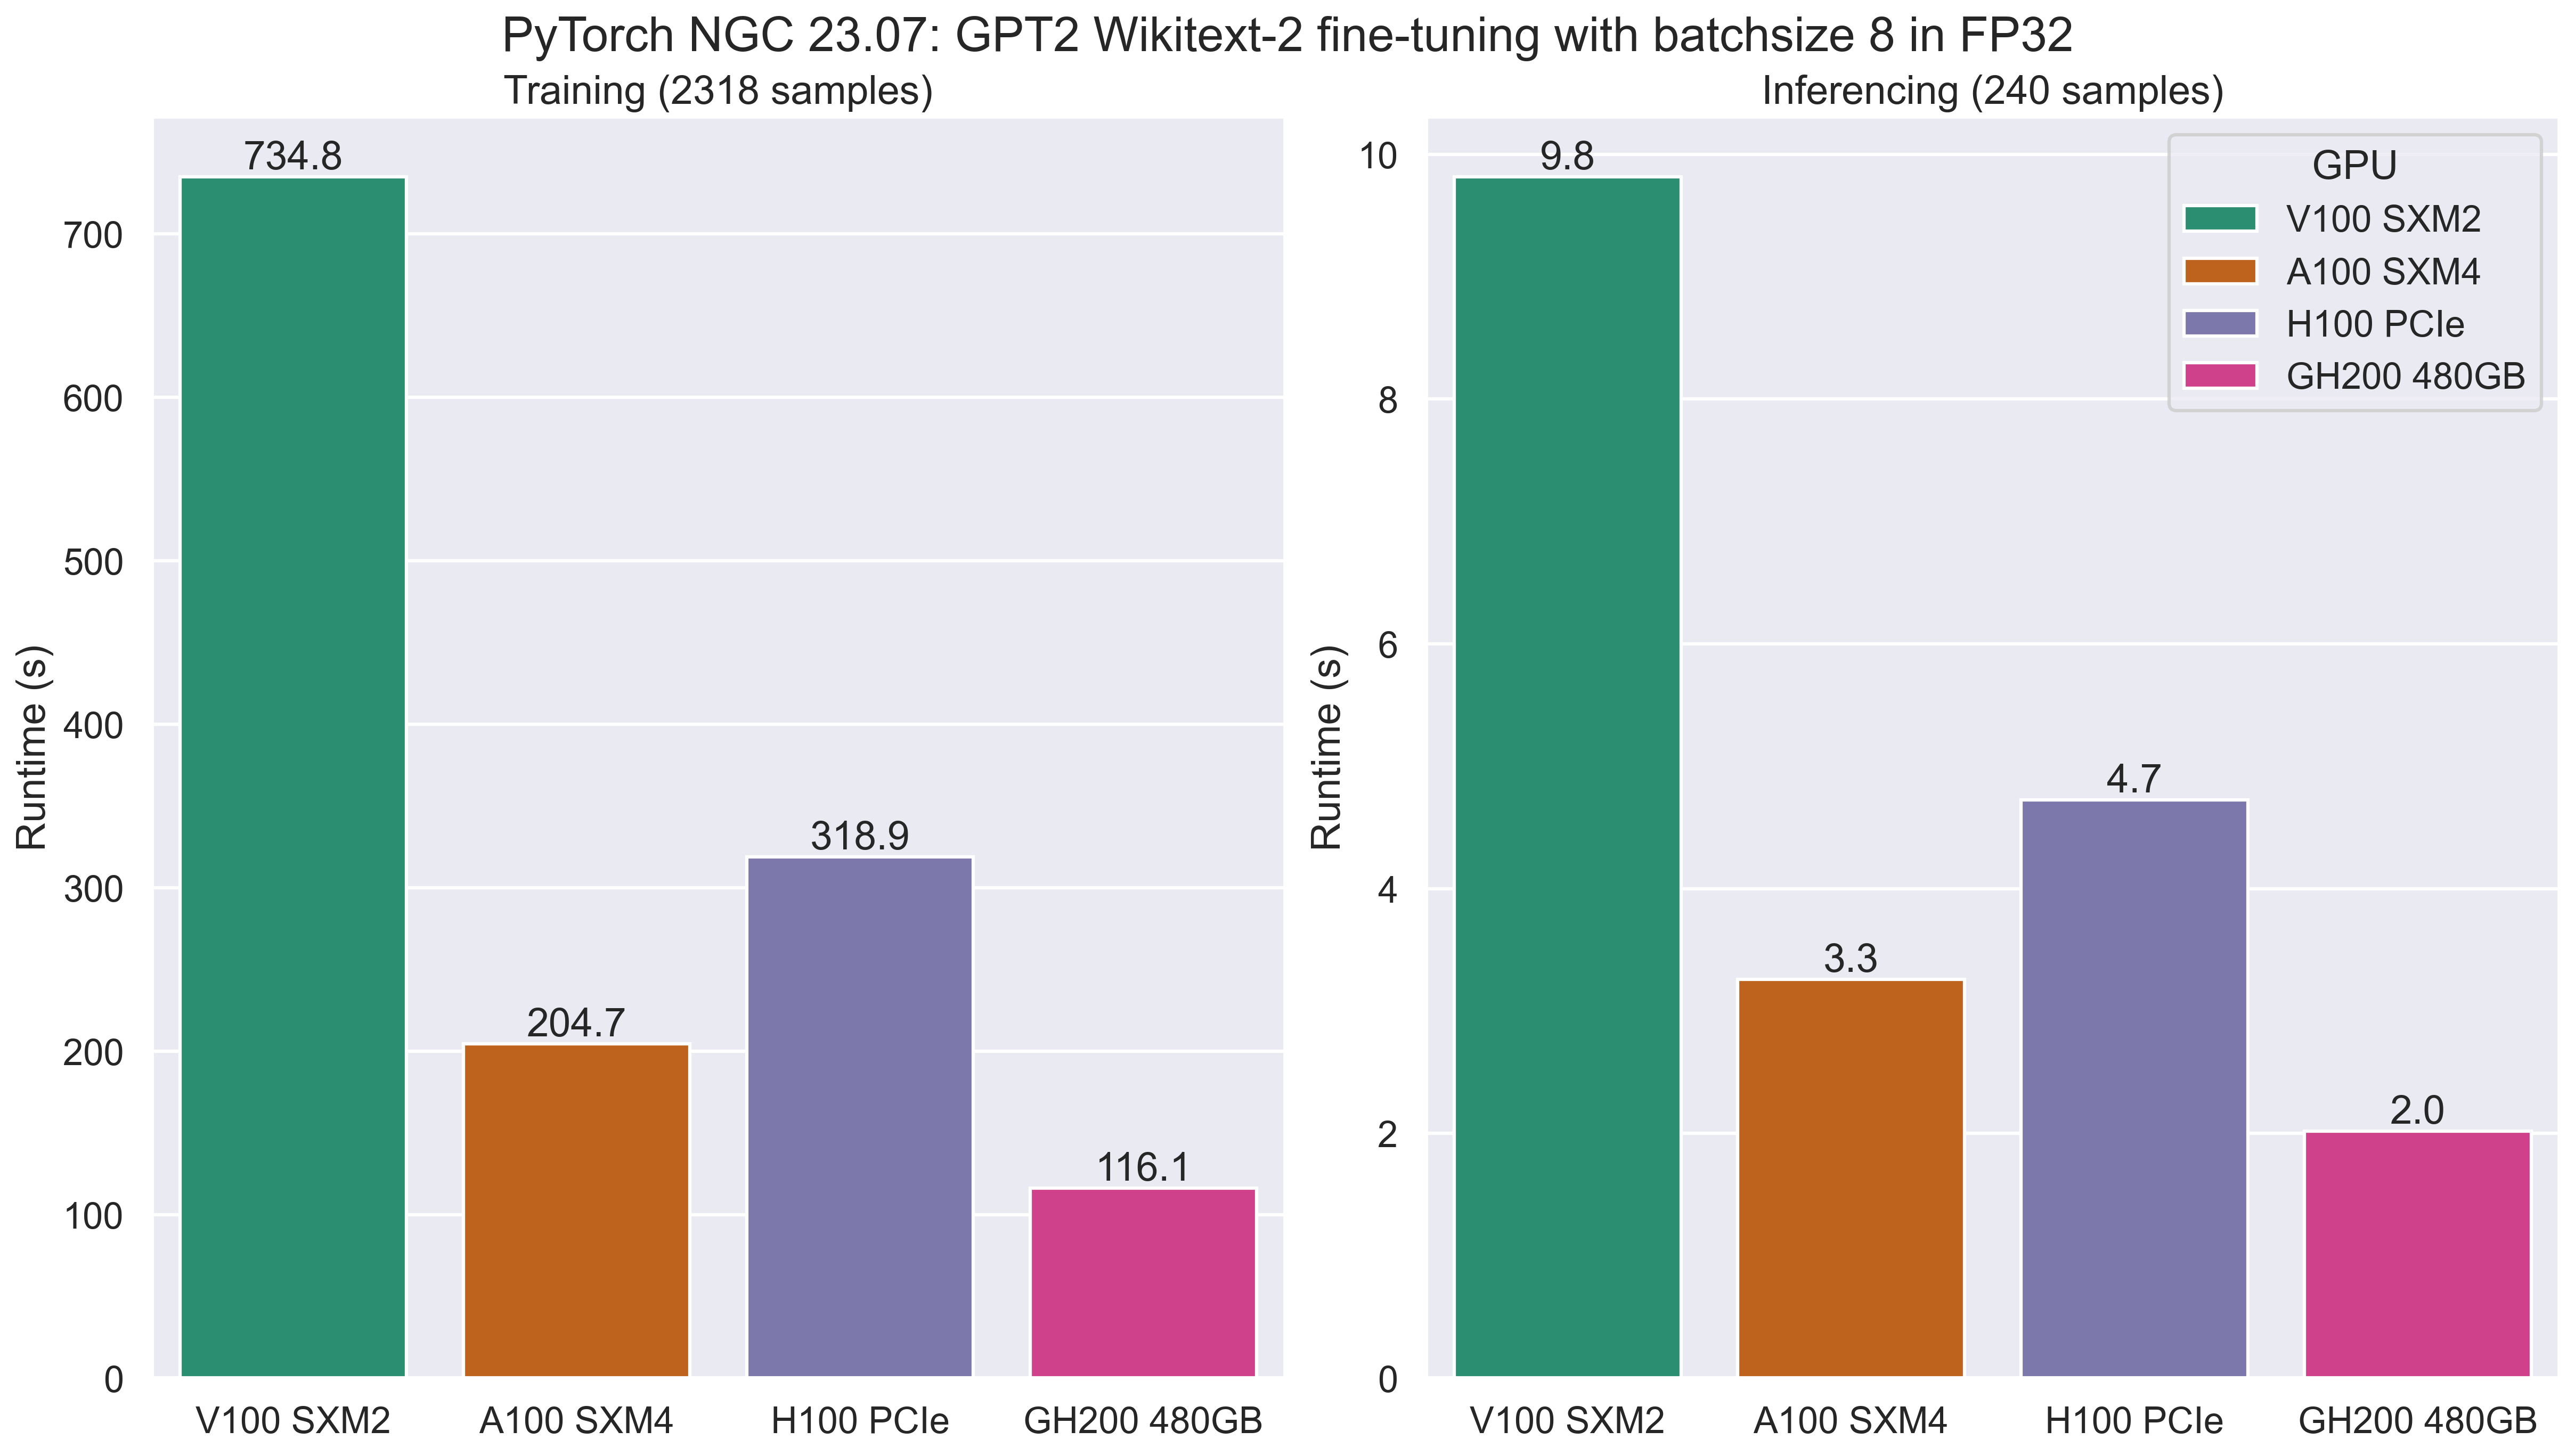 PyTorch NGC 23.07: GPT2 Wikitext-2 fine-tuning with batchsize 8 in FP32
Training (2318 samples)
Runtime (s)
700
600
500
400
300
200
100
0
734.8
204.7
318.9
116.1
V100 SXM2
A100 SXM4
H100 PCIe
GH200 480GB
Inferencing (240 samples)
Runtime (s)
10
8
6
4
2
0
9.8
3.3
4.7
2.0
GPU
V100 SXM2
A100 SXM4
H100 PCIe
GH200 480GB
V100 SXM2
A100 SXM4
H100 PCIe
GH200 480GB